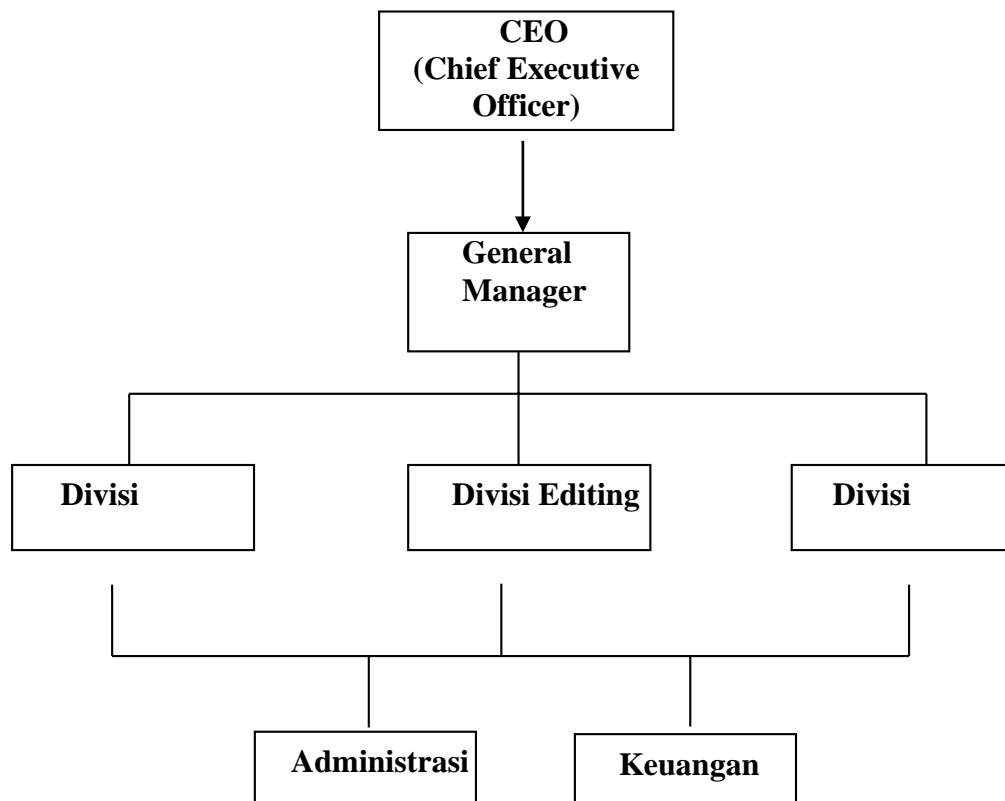 CEO
(Chief Executive
Officer)
General
Manager
Divisi
Divisi Editing
Divisi
Administrasi
Keuangan